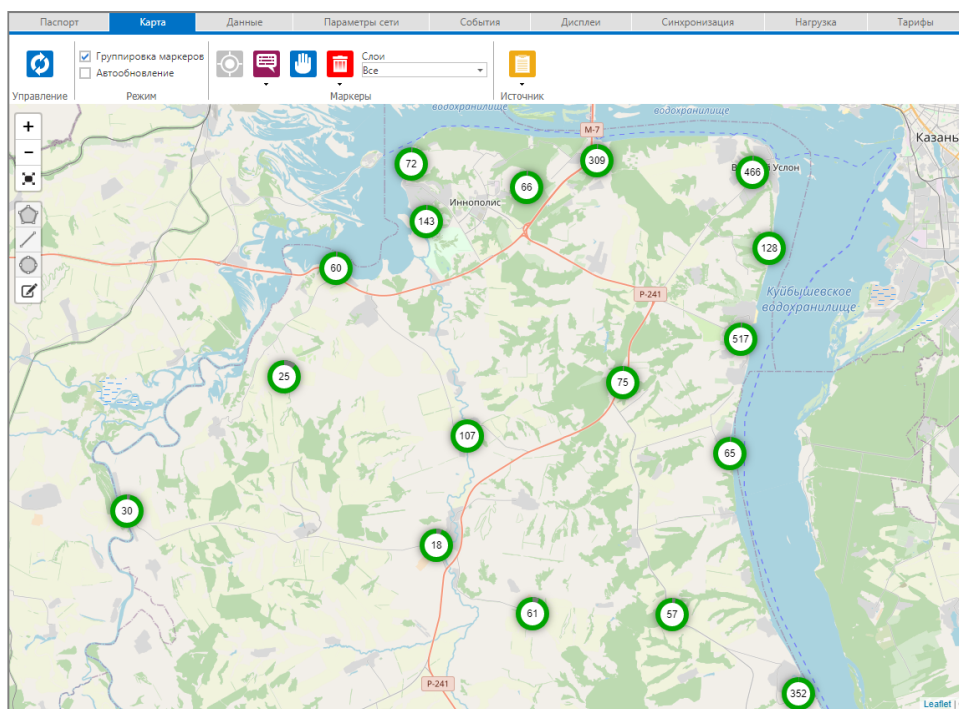 Паспорт Карта Данные Параметры сети События Дисплеи Синхронизация Нагрузка Тарифы
Группировка маркеров
Автообновление
Слои
Все
Управление Режим Маркеры Источник
водохранилище
водохранилище
М-7
Казань
72
309
66
466
Услон
Иннополис
143
128
60
Р-241
Куйбышевское
водохранилище
517
25
75
107
65
30
18
61
57
Р-241
352
Leaflet |